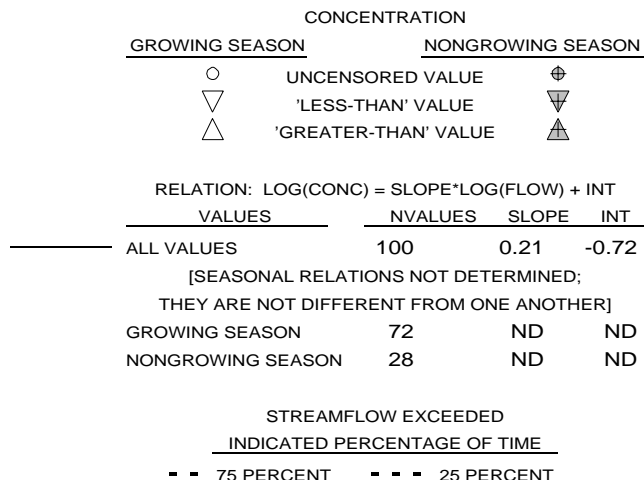 CONCENTRATION
GROWING SEASON NONGROWING SEASON
UNCENSORED VALUE
'LESS-THAN' VALUE
'GREATER-THAN' VALUE
RELATION: LOG(CONC) = SLOPE*LOG(FLOW) + INT
VALUES NVALUES SLOPE INT
ALL VALUES 100 0.21 -0.72
[SEASONAL RELATIONS NOT DETERMINED;
THEY ARE NOT DIFFERENT FROM ONE ANOTHER]
GROWING SEASON 72 ND ND
NONGROWING SEASON 28 ND ND
STREAMFLOW EXCEEDED
INDICATED PERCENTAGE OF TIME
75 PERCENT 25 PERCENT